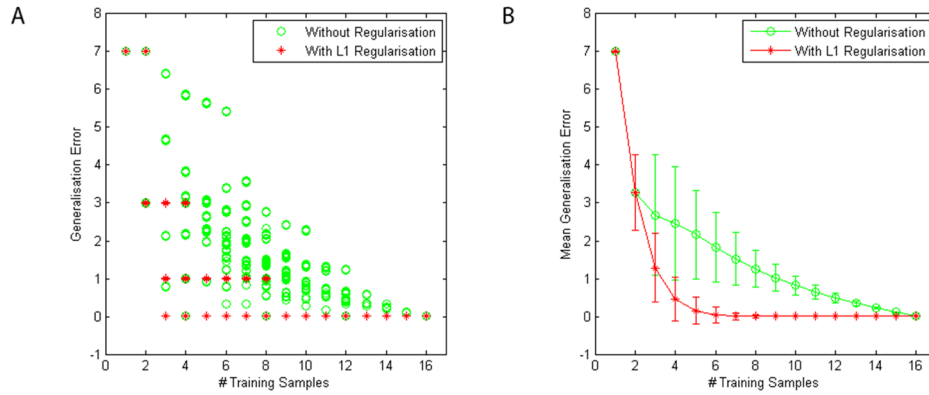 A
Without Regularisation
With L1 Regularisation
8
7
6
5
4
3
2
1
0
-1
Generalisation Error
0 2 4 6 8 10 12 14 16
# Training Samples
B
Without Regularisation
With L1 Regularisation
8
7
6
5
4
3
2
1
0
-1
Mean Generalisation Error
0 2 4 6 8 10 12 14 16
# Training Samples